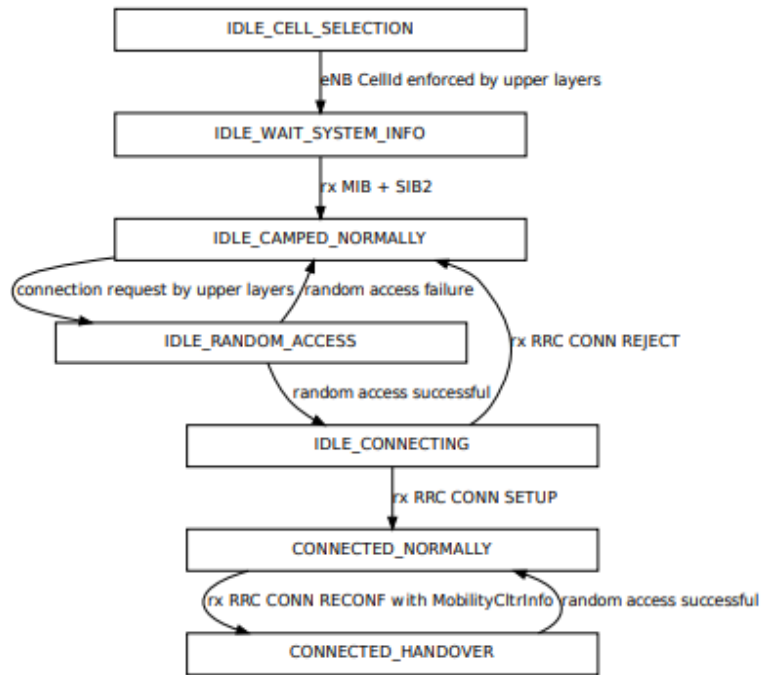 IDLE_CELL_SELECTION
eNB CellId enforced by upper layers
IDLE_WAIT_SYSTEM_INFO
rx MIB + SIB2
IDLE_CAMPED_NORMALLY
connection request by upper layers
random access failure
IDLE_RANDOM_ACCESS
rx RRC CONN REJECT
random access successful
IDLE_CONNECTING
rx RRC CONN SETUP
CONNECTED_NORMALLY
rx RRC CONN RECONF with MobilityCltrInfo
random access successful
CONNECTED_HANDOVER